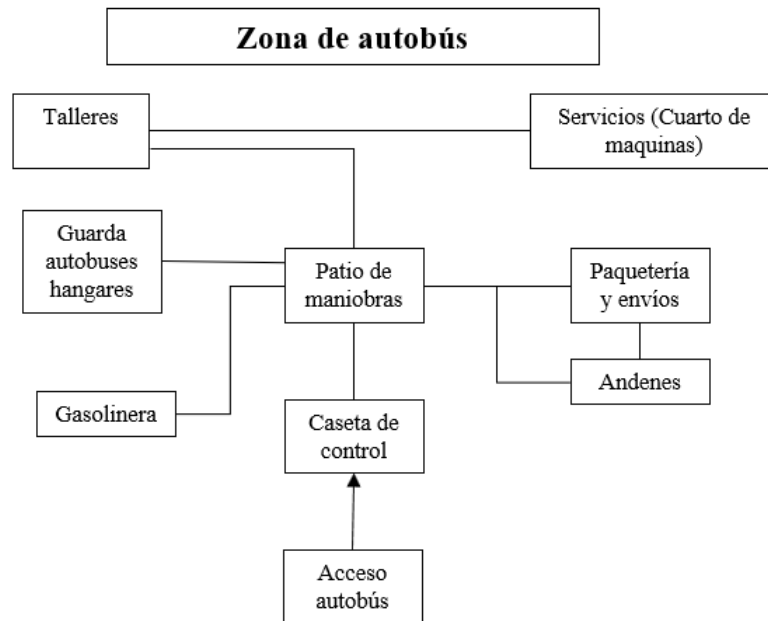 Zona de autobús
Talleres
Servicios (Cuarto de
maquinas)
Guarda
autobuses
hangares
Patio de
maniobras
Paquetería
y envíos
Gasolinera
Caseta de
control
Andenes
Acceso
autobús